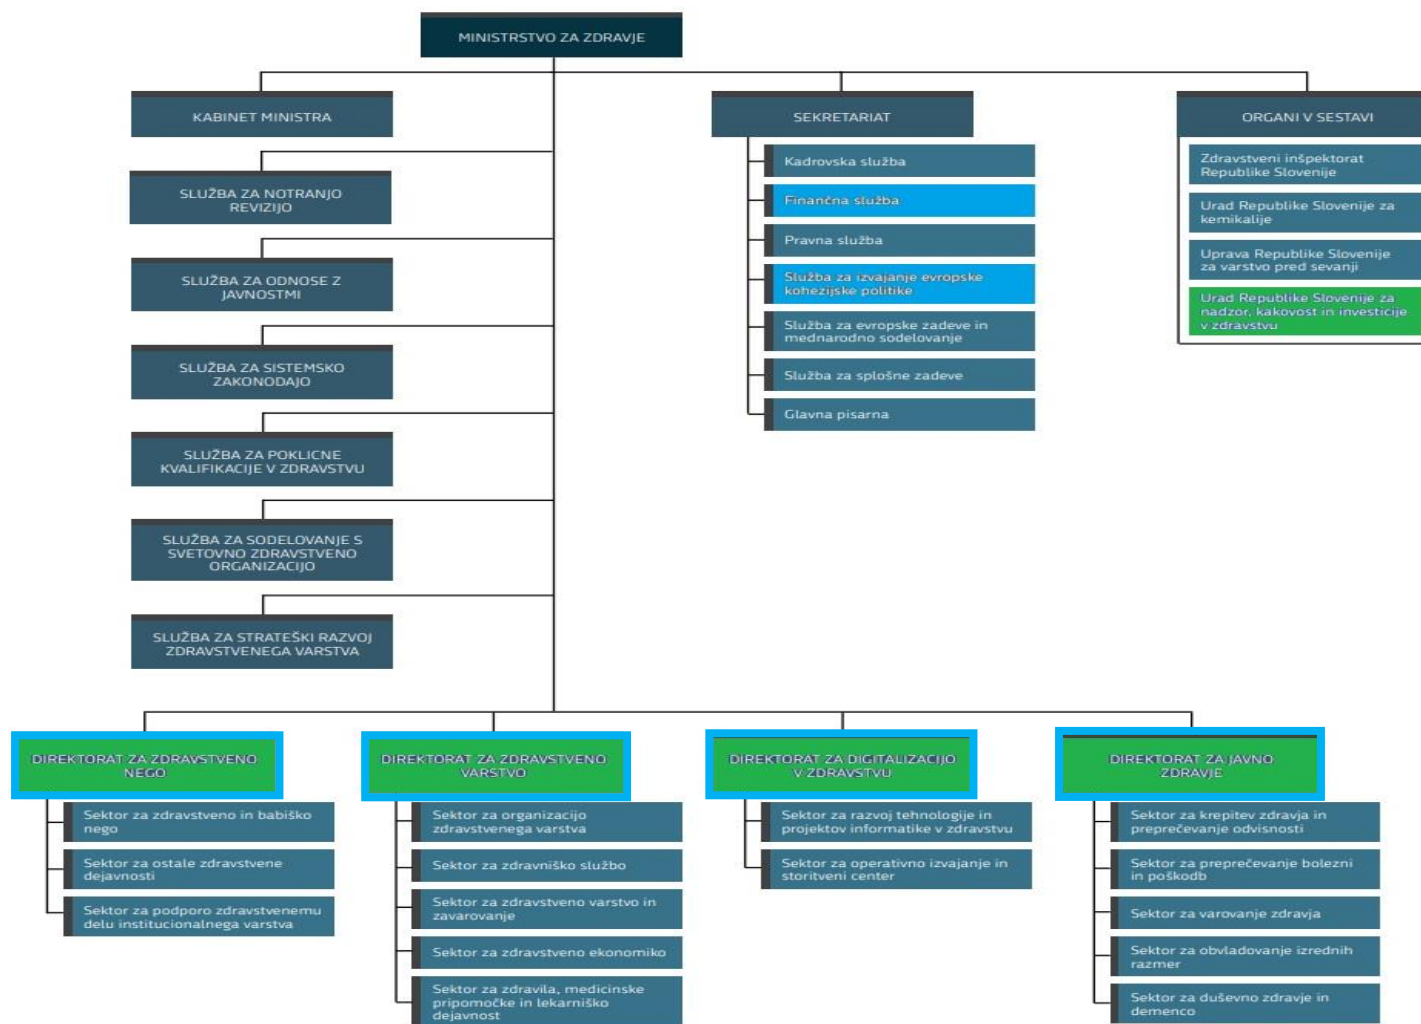 MINISTRSTVO ZA ZDRAVJE
KABINET MINISTRA
SLUŽBA ZA NOTRANJO
REVIZIJO
SLUŽBA ZA ODNOSE Z
JAVNOSTMI
SLUŽBA ZA SISTEMSKO
ZAKONODAJO
SLUŽBA ZA POKLICNE
KVALIFIKACIJE V ZDRAVSTVU
SLUŽBA ZA SODELOVANJE S
SVETOVNO ZDRAVSTVENO
ORGANIZACIJO
SLUŽBA ZA STRATEŠKI RAZVOJ
ZDRAVSTVENEGA VARSTVA
SEKRETARIAT
Kadrovska služba
Finančna služba
Pravna služba
Služba za izvajanje evropske
kohezijske politike
Služba za evropske zadeve in
mednarodno sodelovanje
Služba za splošne zadeve
Glavna pisarna
ORGANI V SESTAVI
Zdravstveni inšpektorat
Republike Slovenije
Urad Republike Slovenije za
kemikalije
Uprava Republike Slovenije
za varstvo pred sevanji
Urad Republike Slovenije za
nadzor, kakovost in investicije
v zdravstvu
DIREKTORAT ZA ZDRAVSTVENO
NEGO
Sektor za zdravstveno in babiško
nego
Sektor za ostale zdravstvene
dejavnosti
Sektor za podporo zdravstvenemu
delu institucionalnega varstva
DIREKTORAT ZA ZDRAVSTVENO
VARSTVO
Sektor za organizacijo
zdravstvenega varstva
Sektor za zdravniško službo
Sektor za zdravstveno varstvo in
zavarovanje
Sektor za zdravstveno ekonomiko
Sektor za zdravila, medicinske
pripomočke in lekarniško
dejavnost
DIREKTORAT ZA DIGITALIZACIJO
V ZDRAVSTVU
Sektor za razvoj tehnologije in
projektov informatike v zdravstvu
Sektor za operativno izvajanje in
storitveni center
DIREKTORAT ZA JAVNO
ZDRAVJE
Sektor za krepitev zdravja in
preprečevanje odvisnosti
Sektor za preprečevanje bolezni
in poškodb
Sektor za varovanje zdravja
Sektor za obvladovanje izrednih
razmer
Sektor za duševno zdravje in
demenco